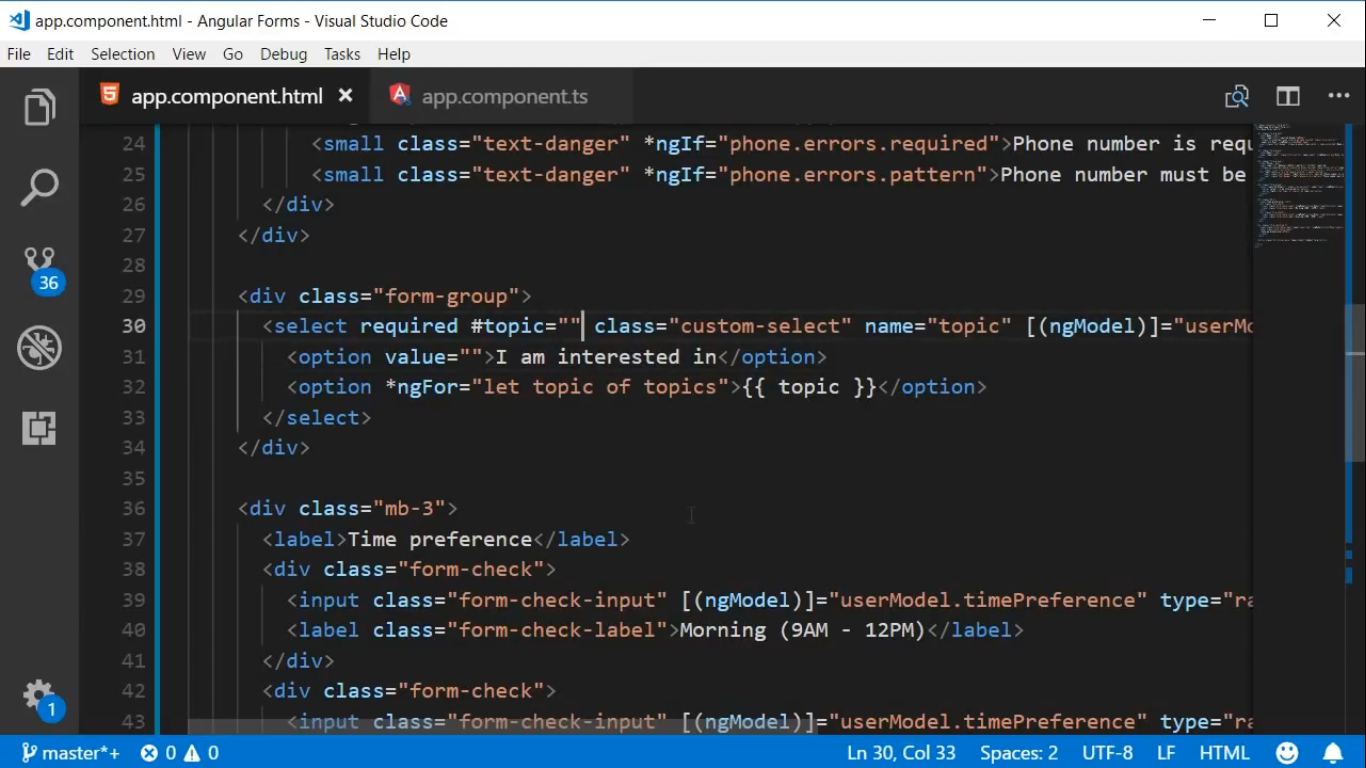 app.component.html - Angular Forms - Visual Studio Code
File Edit Selection View Go Debug Tasks Help
app.component.html app.component.ts
24 <small class="text-danger" *ngIf="phone.errors.required">Phone number is requ
25 <small class="text-danger" *ngIf="phone.errors.pattern">Phone number must be
26 </div>
27 </div>
28
29 <div class="form-group">
30 <select required #topic="" class="custom-select" name="topic" [(ngModel)]="userMo
31 <option value="">I am interested in</option>
32 <option *ngFor="let topic of topics">{{ topic }}</option>
33 </select>
34 </div>
35
36 <div class="mb-3">
37 <label>Time preference</label>
38 <div class="form-check">
39 <input class="form-check-input" [(ngModel)]="userModel.timePreference" type="ra
40 <label class="form-check-label">Morning (9AM - 12PM)</label>
41 </div>
42 <div class="form-check">
43 <input class="form-check-input" [(ngModel)]="userModel.timePreference" type="ra
36
1
master*+ 0 0 Ln 30, Col 33 Spaces: 2 UTF-8 LF HTML